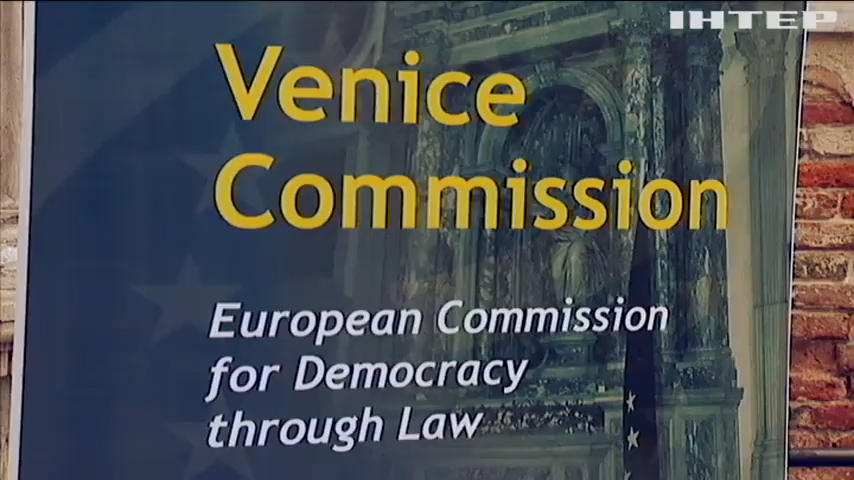 ІНТЕР
Venice
Commission
European Commission
for Democracy
through Law